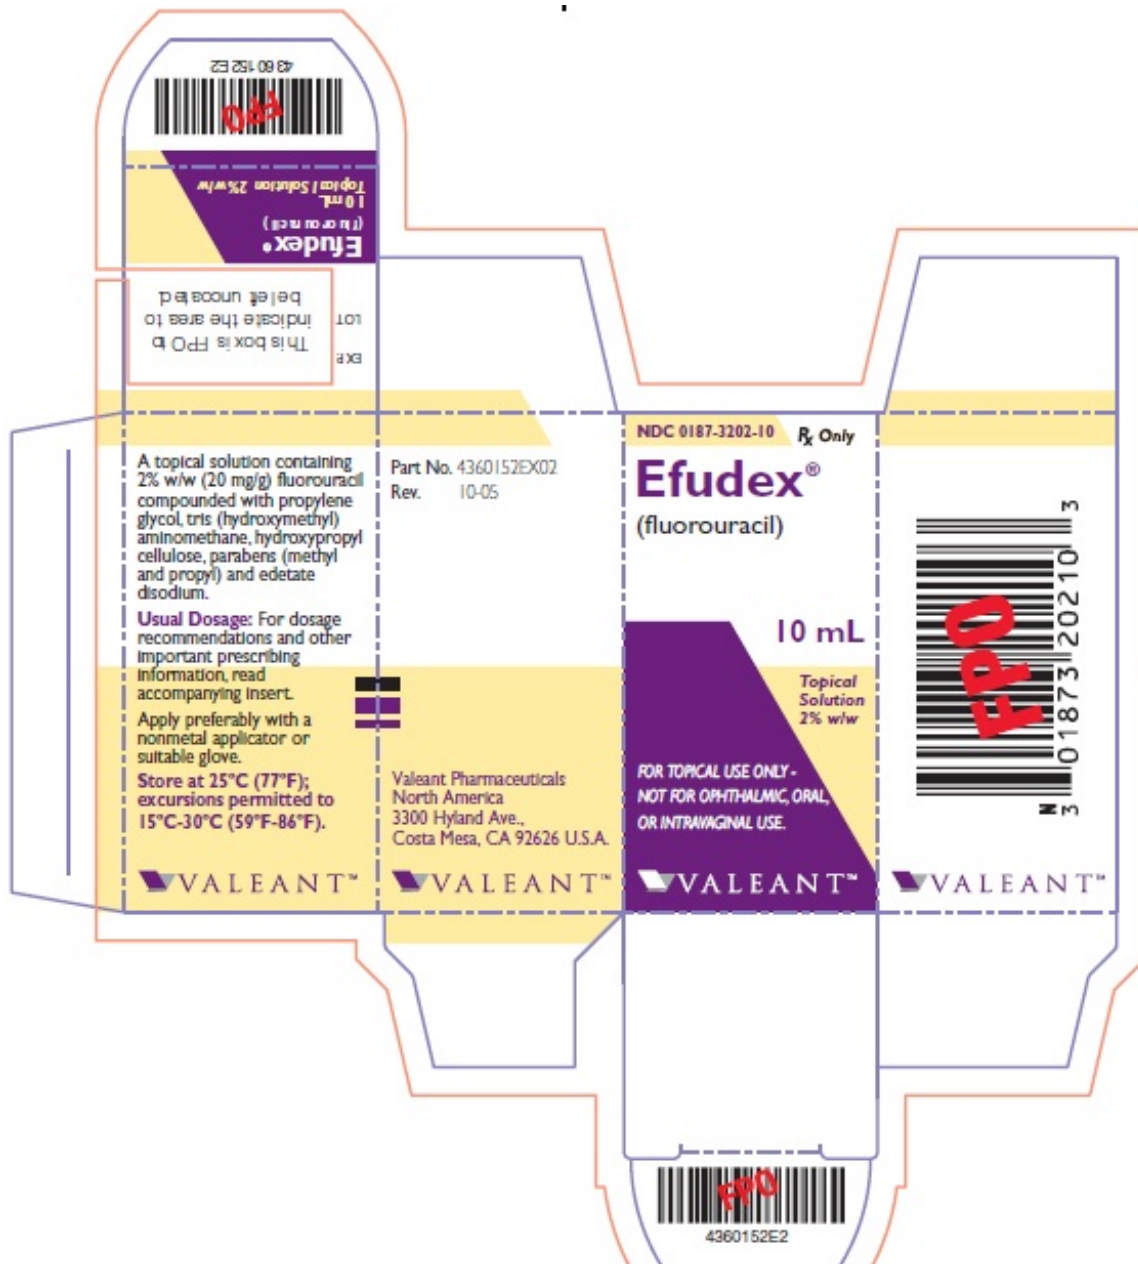 43 60 152 E2
FPO
Efudex®
(fluorouracil)
10 mL
Topical Solution 2% w/w
This box is FPO to
indicate the area to
be left uncoated.
EXP.
LOT
A topical solution containing
2% w/w (20 mg/g) fluorouracil
compounded with propylene
glycol, tris (hydroxymethyl)
aminomethane, hydroxypropyl
cellulose, parabens (methyl
and propyl) and edetate
disodium.
Usual Dosage: For dosage
recommendations and other
important prescribing
information, read
accompanying insert.
Apply preferably with a
nonmetal applicator or
suitable glove.
Store at 25°C (77°F);
excursions permitted to
15°C-30°C (59°F-86°F).
VALEANT™
Part No. 4360152EX02
Rev. 10-05
Valeant Pharmaceuticals
North America
3300 Hyland Ave.,
Costa Mesa, CA 92626 U.S.A.
VALEANT™
NDC 0187-3202-10 Rx Only
Efudex®
(fluorouracil)
10 mL
Topical
Solution
2% w/w
FOR TOPICAL USE ONLY -
NOT FOR OPHTHALMIC, ORAL,
OR INTRAVAGINAL USE.
VALEANT™
N
3 01873 20210 3
3
FPO
VALEANT™
FPO
4360152E2